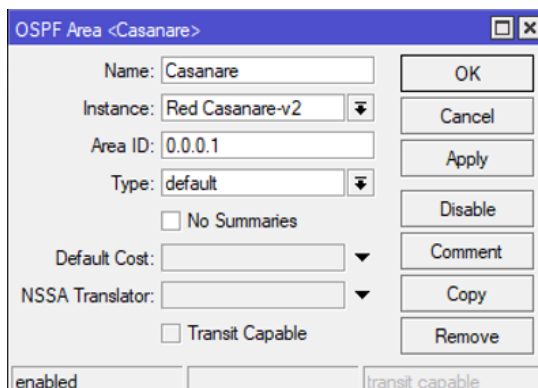 OSPF Area <Casanare>
Name: Casanare
OK
Instance: Red Casanare-v2
Cancel
Area ID: 0.0.0.1
Apply
Type: default
No Summaries
Disable
Default Cost:
Comment
NSSA Translator:
Copy
Transit Capable
Remove
enabled
transit capable